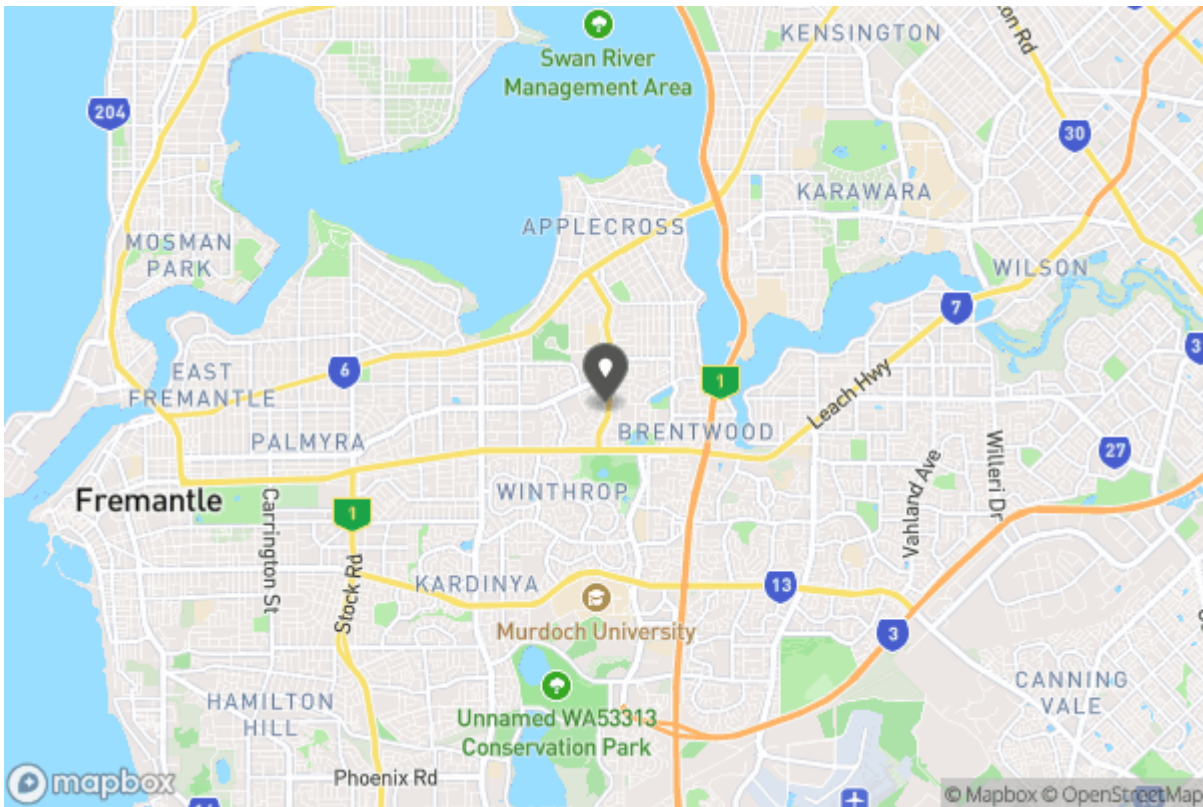 KENSINGTON
Swan River
Management Area
204
30
KARAWARA
APPLECROSS
MOSMAN
PARK
WILSON
7
EAST
FREMANTLE
6
1
Leach Hwy
BRENTWOOD
PALMYRA
27
WINTHROP
Fremantle
Carrington St
1
Stock Rd
Vahland Ave
Willeri Dr
KARDINYA
13
Murdoch University
3
HAMILTON
HILL
Unnamed WA53313
Conservation Park
CANNING
VALE
Phoenix Rd
mapbox
© Mapbox © OpenStreetMap